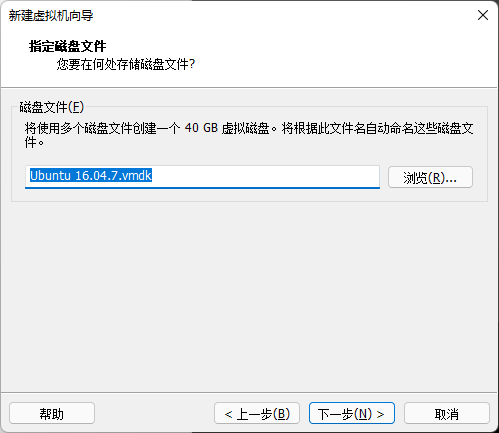 新建虚拟机向导
指定磁盘文件
您要在何处存储磁盘文件?
磁盘文件(F)
将使用多个磁盘文件创建一个 40 GB 虚拟磁盘。将根据此文件名自动命名这些磁盘文
件。
Ubuntu 16.04.7.vmdk
浏览(R)...
帮助
< 上一步(B)
下一步(N) >
取消